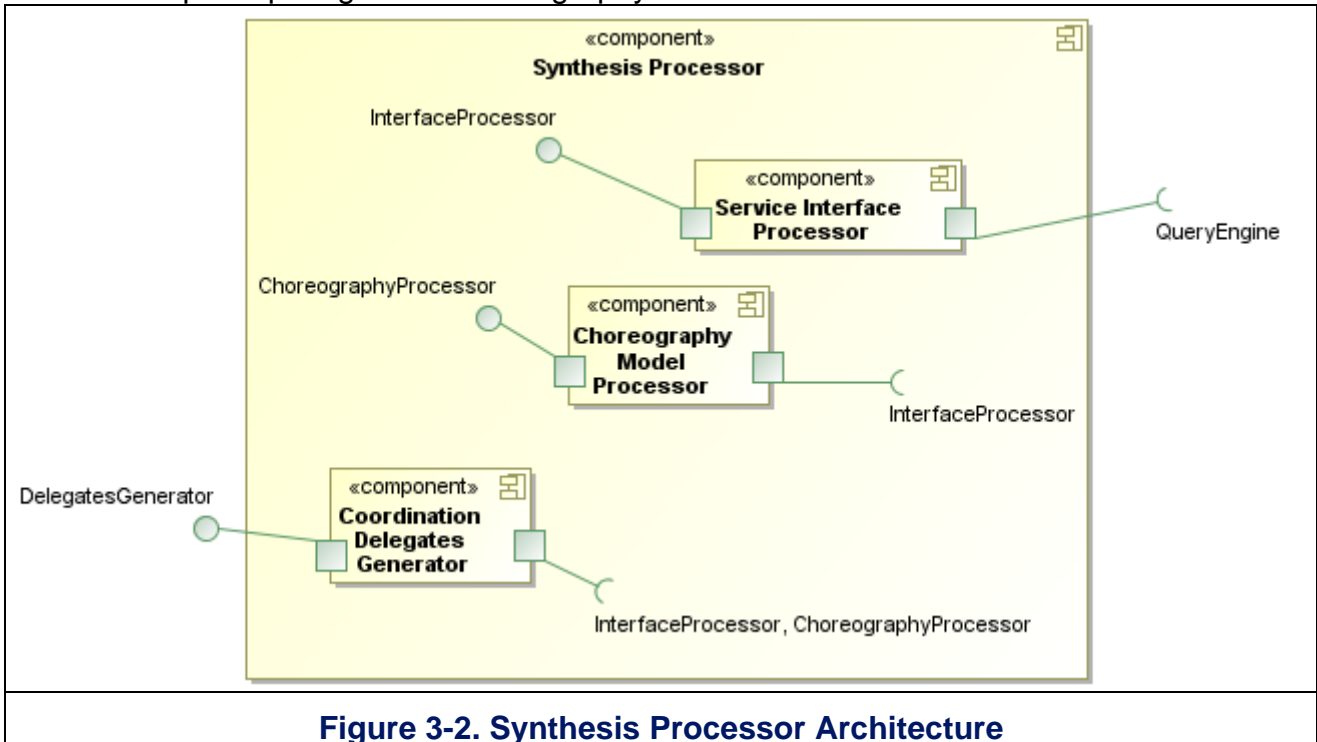 «component»
Synthesis Processor
InterfaceProcessor
«component»
Service Interface
Processor
QueryEngine
ChoreographyProcessor
«component»
Choreography
Model
Processor
InterfaceProcessor
DelegatesGenerator
«component»
Coordination
Delegates
Generator
InterfaceProcessor, ChoreographyProcessor
Figure 3-2. Synthesis Processor Architecture